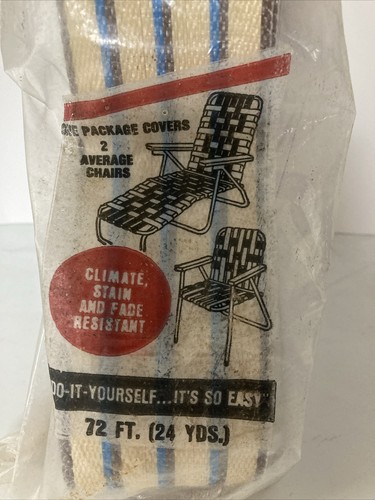 ONE PACKAGE COVERS
2
AVERAGE
CHAIRS
CLIMATE,
STAIN
AND FADE
RESISTANT
DO-IT-YOURSELF...IT'S SO EASY"
72 FT. (24 YDS.)